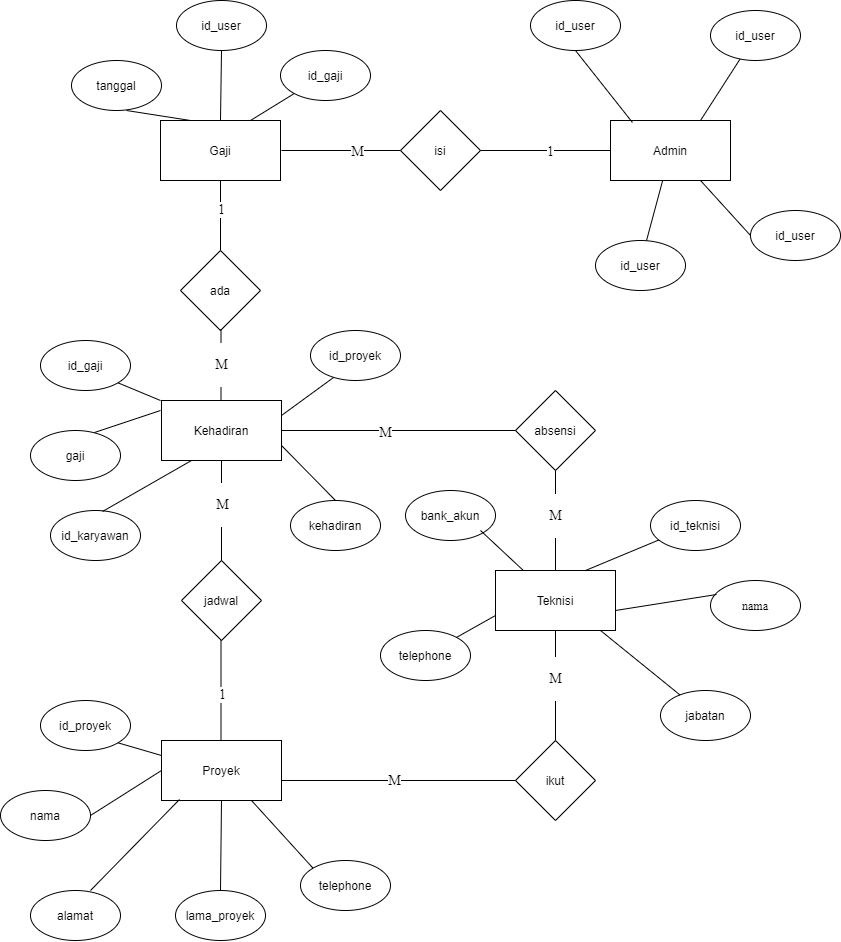 id_user
id_user
id_user
id_gaji
tanggal
Gaji
M
isi
1
Admin
1
id_user
id_user
ada
M
id_proyek
id_gaji
Kehadiran
M
absensi
gaji
M
bank_akun
M
id_teknisi
kehadiran
id_karyawan
jadwal
Teknisi
nama
telephone
M
1
jabatan
id_proyek
Proyek
M
ikut
nama
telephone
alamat
lama_proyek